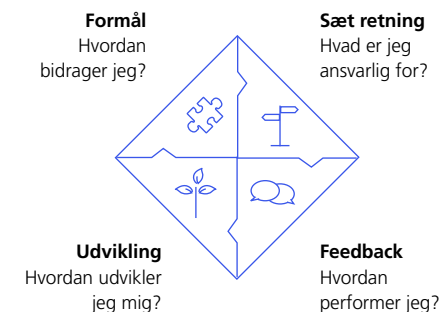 Formål
Hvordan
bidrager jeg?
Sæt retning
Hvad er jeg
ansvarlig for?
Udvikling
Hvordan udvikler
jeg mig?
Feedback
Hvordan
performer jeg?